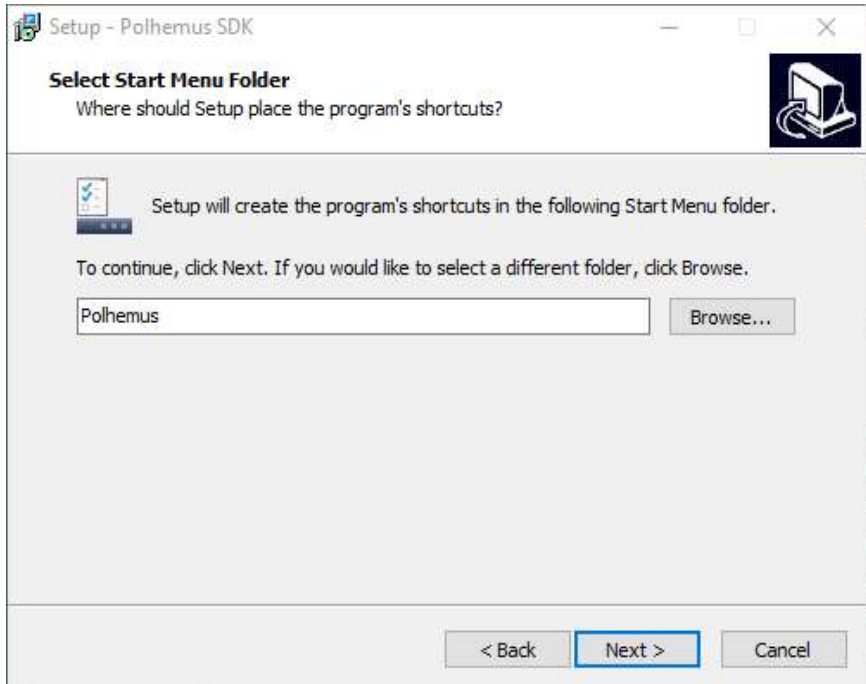 Setup - Polhemus SDK
Select Start Menu Folder
Where should Setup place the program's shortcuts?
Setup will create the program's shortcuts in the following Start Menu folder.
To continue, click Next. If you would like to select a different folder, click Browse.
Polhemus
Browse...
< Back
Next >
Cancel